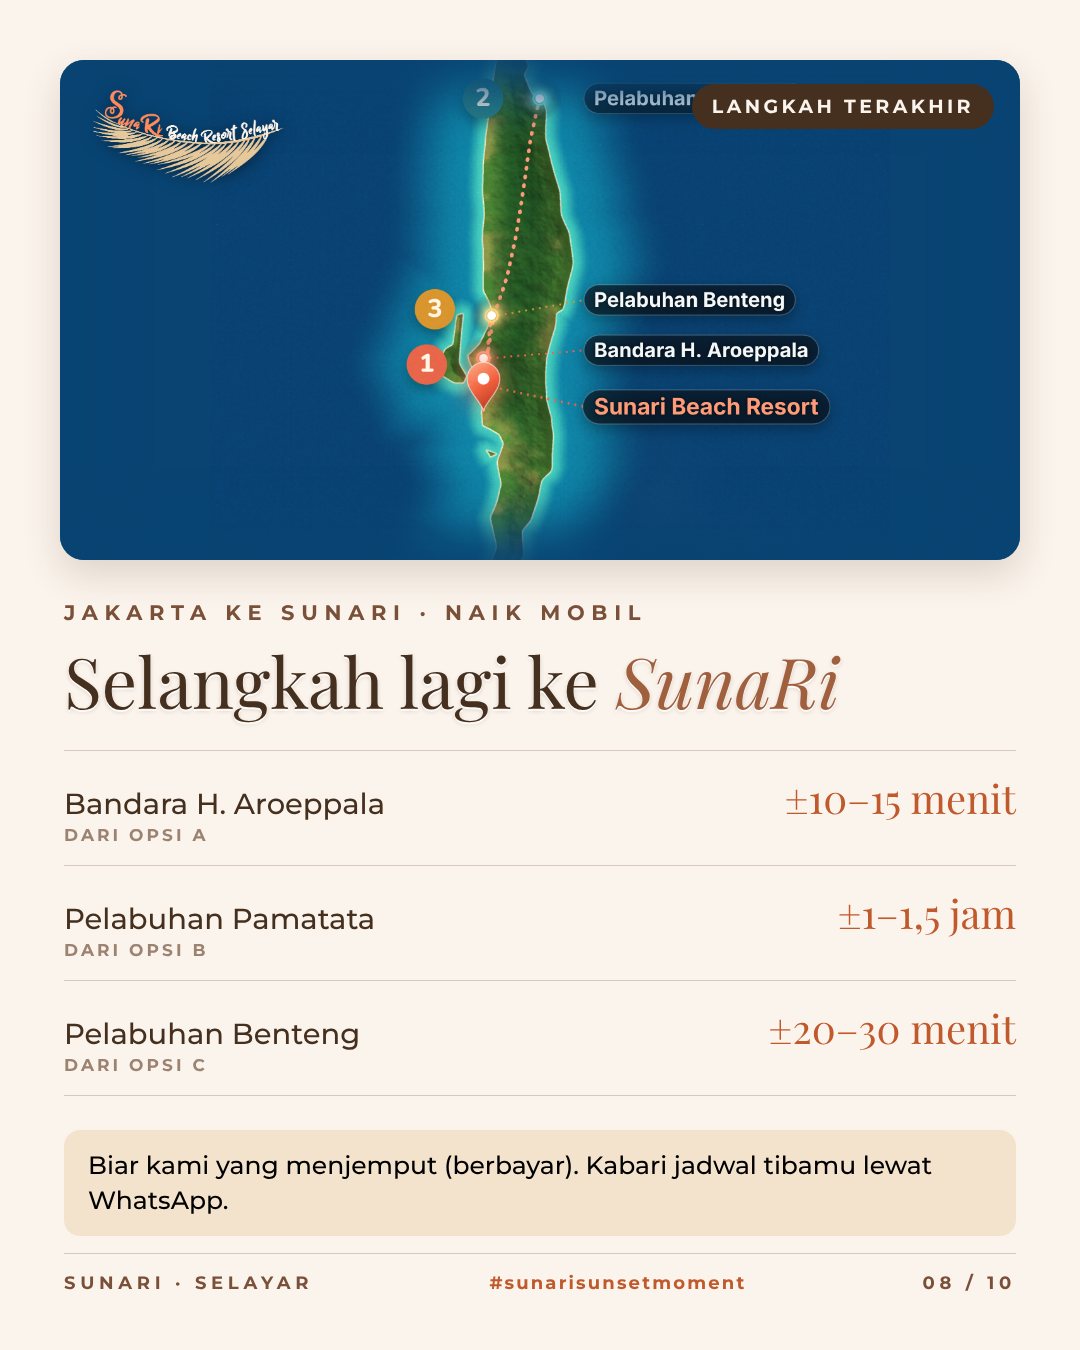 SunaRi Beach Resort Selayar
2
Pelabuhan
LANGKAH TERAKHIR
3
Pelabuhan Benteng
1
Bandara H. Aroeppala
Sunari Beach Resort
JAKARTA KE SUNARI · NAIK MOBIL
Selangkah lagi ke SunaRi
Bandara H. Aroeppala
±10–15 menit
DARI OPSI A
Pelabuhan Pamatata
±1–1,5 jam
DARI OPSI B
Pelabuhan Benteng
±20–30 menit
DARI OPSI C
Biar kami yang menjemput (berbayar). Kabari jadwal tibamu lewat
WhatsApp.
SUNARI · SELAYAR
#sunarisunsetmoment
08 / 10